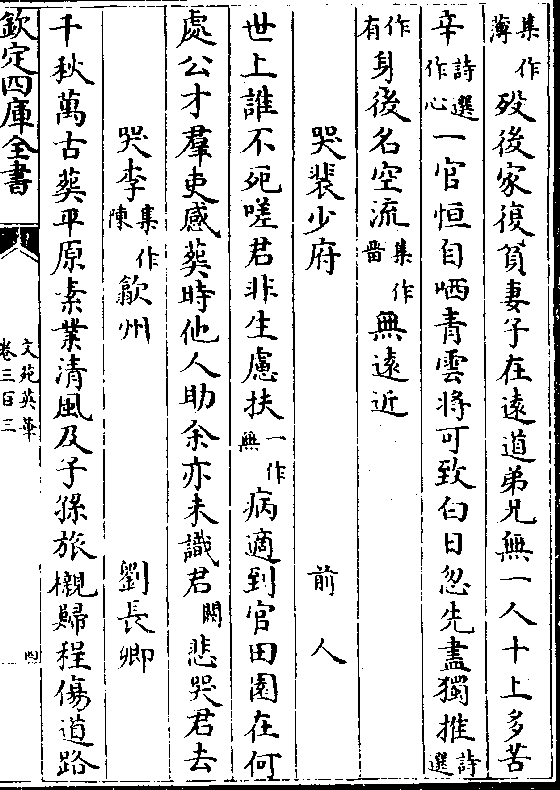 集作薄歿後家復貧妻子在遠道弟兄無一人十上多苦
辛詩選作心一官恒自哂青雲將可致白日忽先盡獨推詩選
作有身後名空流集作啚無遠近
哭裴少府　前人
世上誰不死嗟君非生慮扶一作無病適到官田園在何
處公才羣吏感葬時他人助余亦未識君闕悲哭君去
哭李集作陳歙州　劉長卿
千秋萬古葬平原素業清風及子孫旅櫬歸程傷道路
欽定四庫全書　文苑英華卷三百三　四